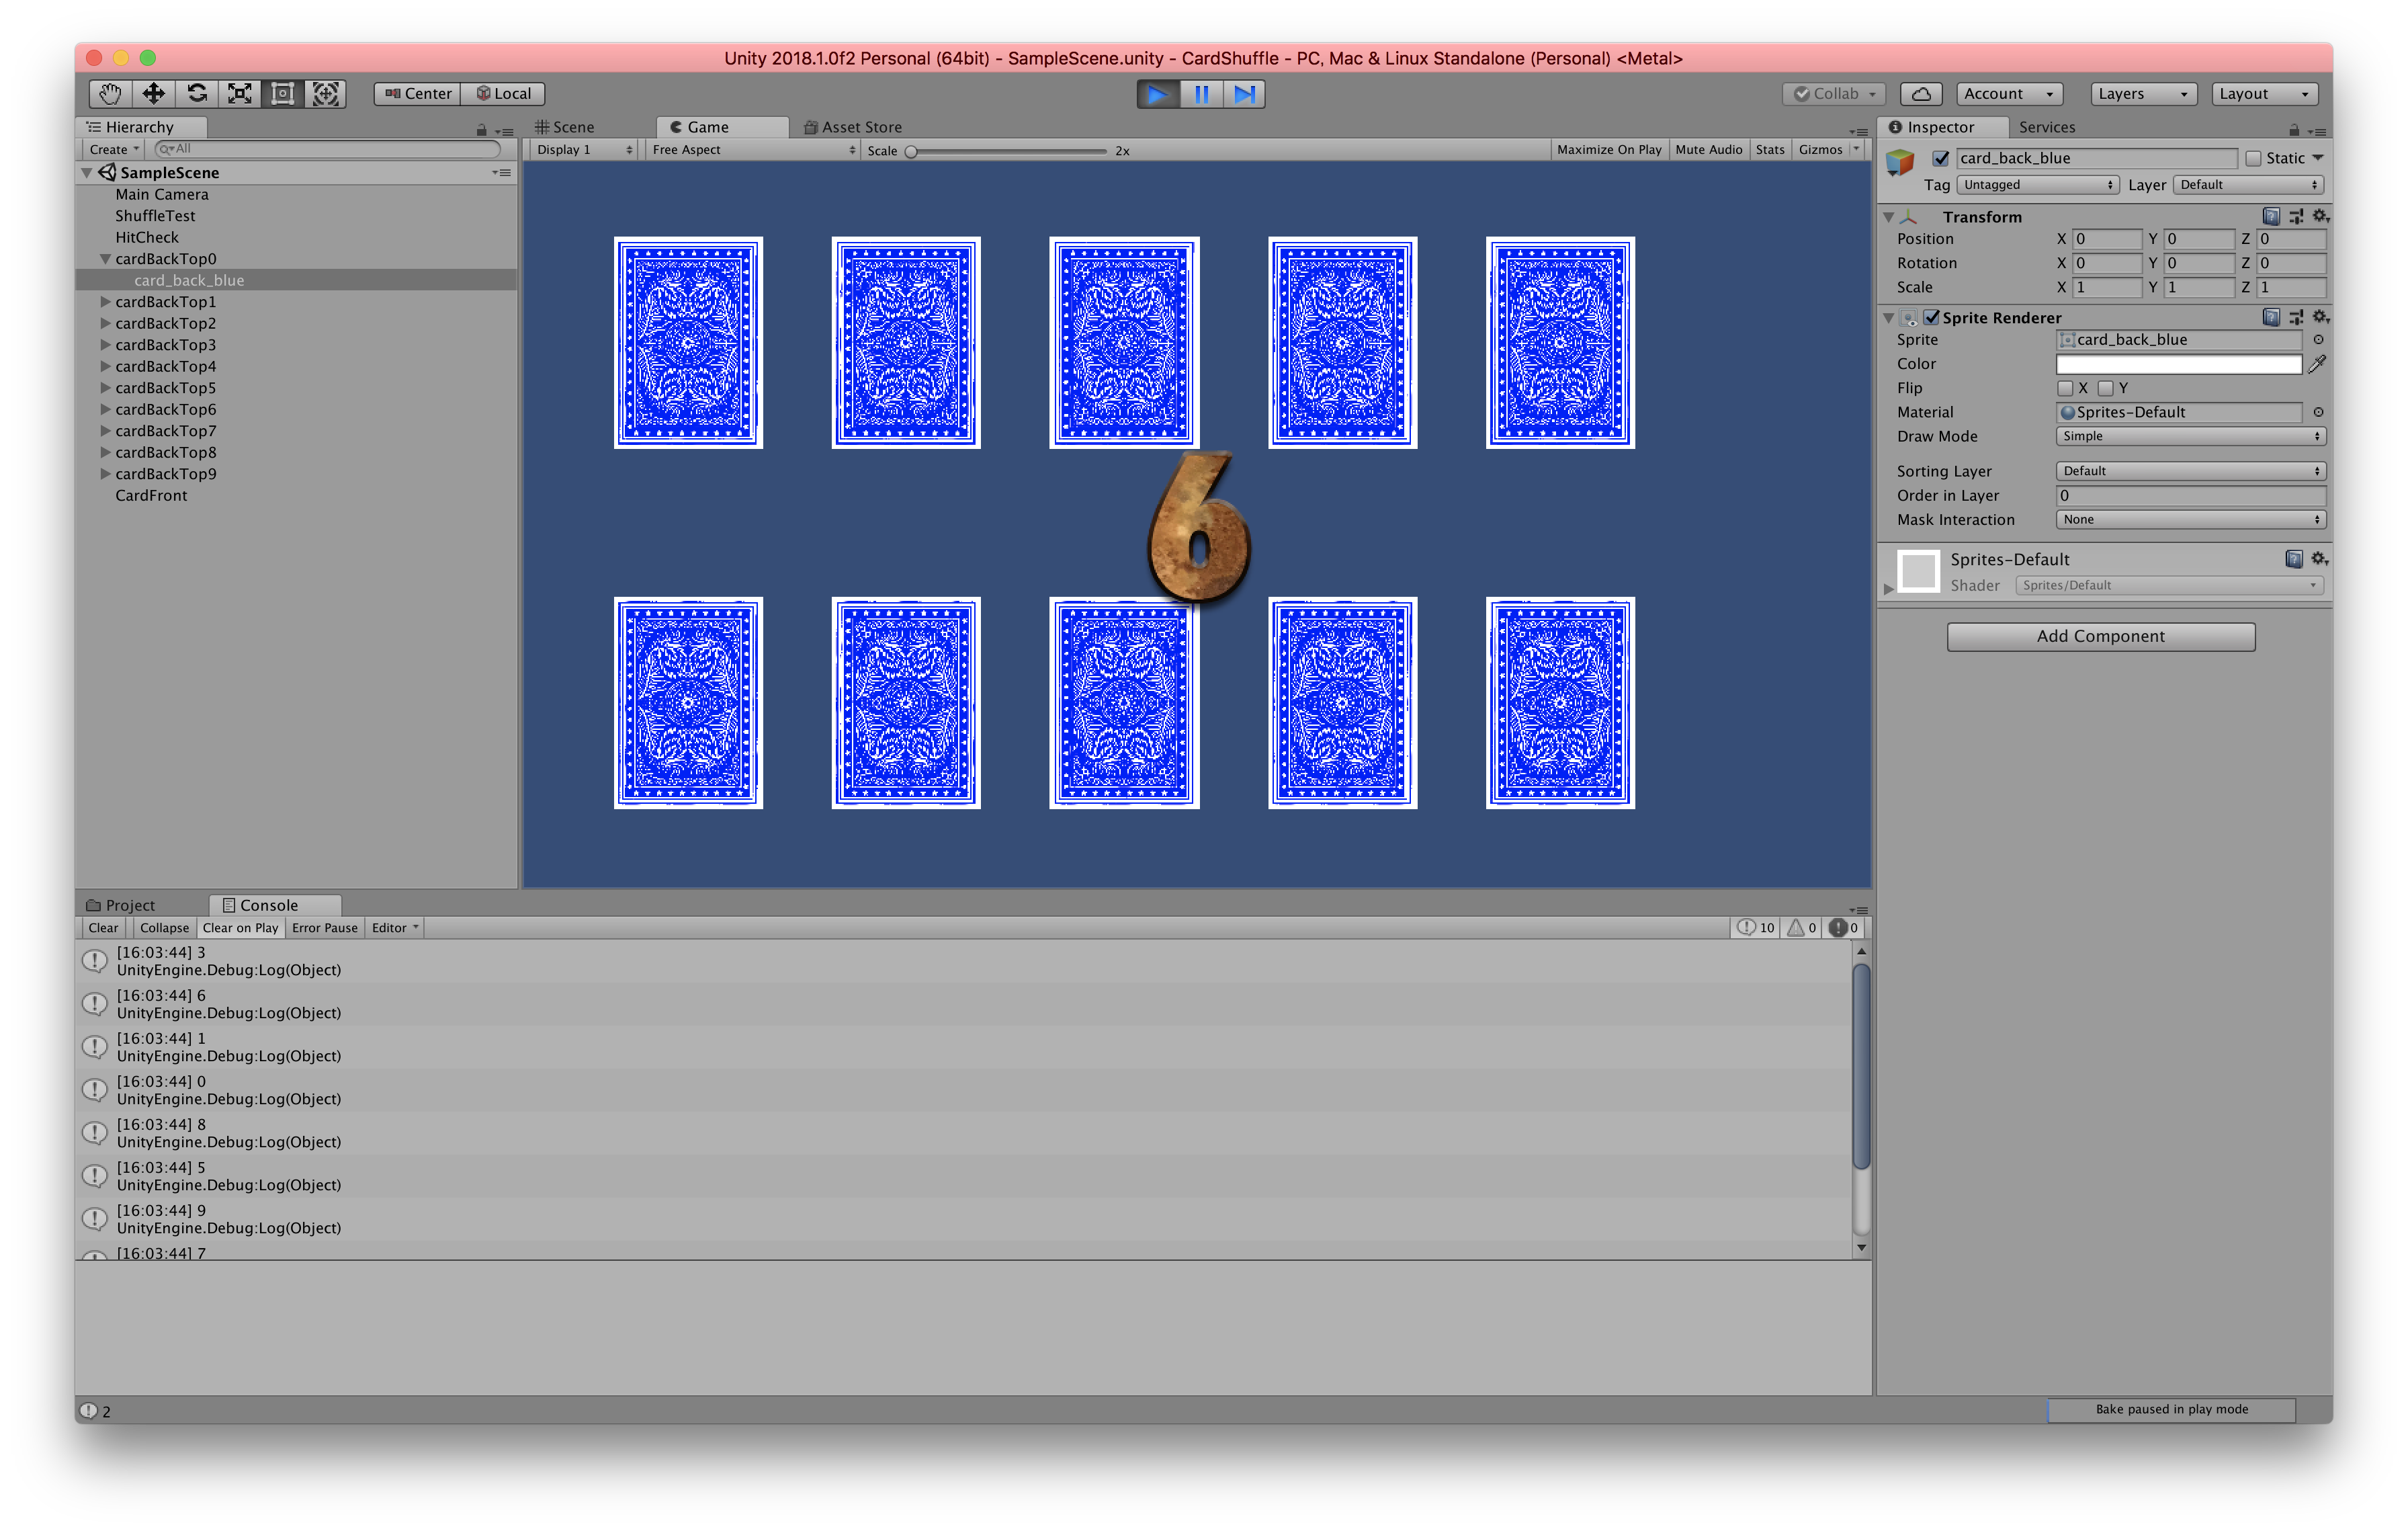 Unity 2018.1.0f2 Personal (64bit) - SampleScene.unity - CardShuffle - PC, Mac & Linux Standalone (Personal) <Metal>
Center Local Collab Account Layers Layout
Hierarchy
Create All
SampleScene
Main Camera
ShuffleTest
HitCheck
cardBackTop0
card_back_blue
cardBackTop1
cardBackTop2
cardBackTop3
cardBackTop4
cardBackTop5
cardBackTop6
cardBackTop7
cardBackTop8
cardBackTop9
CardFront
Scene Game Asset Store
Display 1 Free Aspect Scale 2x Maximize On Play Mute Audio Stats Gizmos
6
Inspector Services
card_back_blue Static
Tag Untagged Layer Default
Transform
Position X 0 Y 0 Z 0
Rotation X 0 Y 0 Z 0
Scale X 1 Y 1 Z 1
Sprite Renderer
Sprite card_back_blue
Color
Flip X Y
Material Sprites-Default
Draw Mode Simple
Sorting Layer Default
Order in Layer 0
Mask Interaction None
Sprites-Default
Shader Sprites/Default
Add Component
Project Console
Clear Collapse Clear on Play Error Pause Editor 10 0 0
[16:03:44] 3
UnityEngine.Debug:Log(Object)
[16:03:44] 6
UnityEngine.Debug:Log(Object)
[16:03:44] 1
UnityEngine.Debug:Log(Object)
[16:03:44] 0
UnityEngine.Debug:Log(Object)
[16:03:44] 8
UnityEngine.Debug:Log(Object)
[16:03:44] 5
UnityEngine.Debug:Log(Object)
[16:03:44] 9
UnityEngine.Debug:Log(Object)
[16:03:44] 7
2
Bake paused in play mode